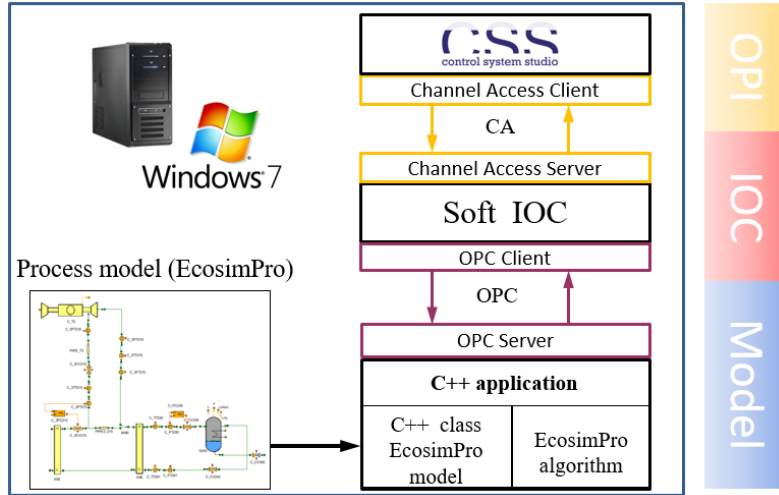 CSS
control system studio
Channel Access Client
CA
Channel Access Server
Soft IOC
OPC Client
OPC
OPC Server
C++ application
C++ class
EcosimPro
model
EcosimPro
algorithm
Windows 7
Process model (EcosimPro)
OPI
IOC
Model